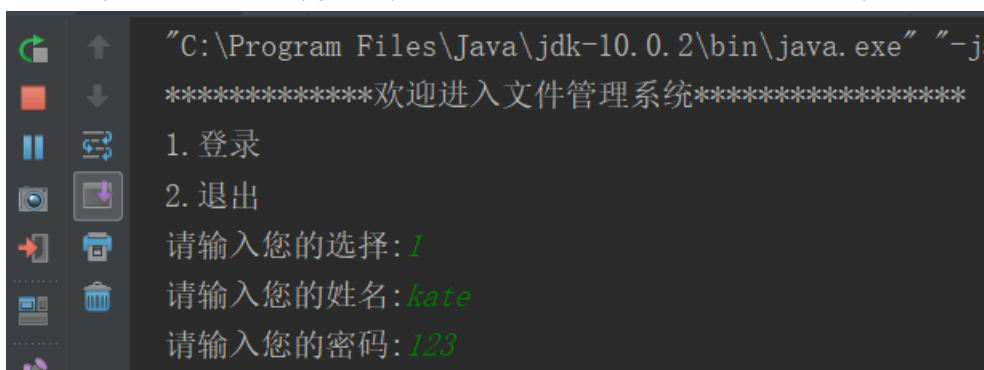 "C:\Program Files\Java\jdk-10.0.2\bin\java.exe" "-ja
*************欢迎进入文件管理系统*****************
1.登录
2.退出
请输入您的选择:1
请输入您的姓名:kate
请输入您的密码:123